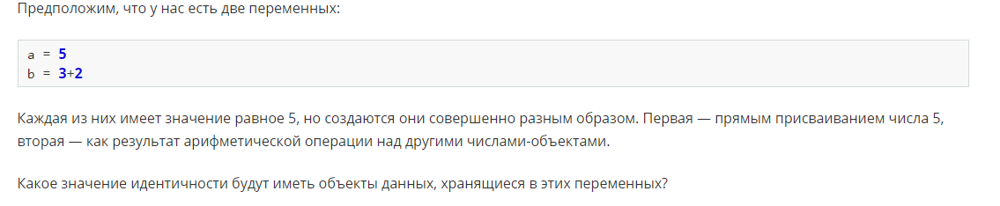 Предположим, что у нас есть две переменных:
a = 5
b = 3+2
Каждая из них имеет значение равное 5, но создаются они совершенно разным образом. Первая — прямым присваиванием числа 5,
вторая — как результат арифметической операции над другими числами-объектами.
Какое значение идентичности будут иметь объекты данных, хранящиеся в этих переменных?